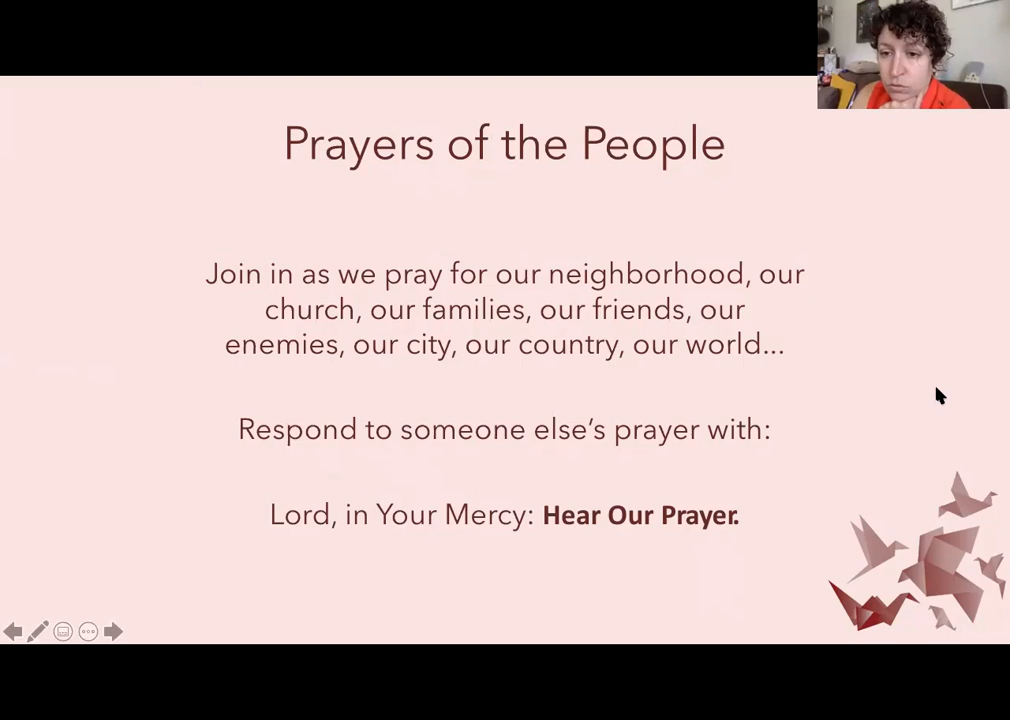 Prayers of the People
Join in as we pray for our neighborhood, our
church, our families, our friends, our
enemies, our city, our country, our world...
Respond to someone else’s prayer with:
Lord, in Your Mercy: Hear Our Prayer.